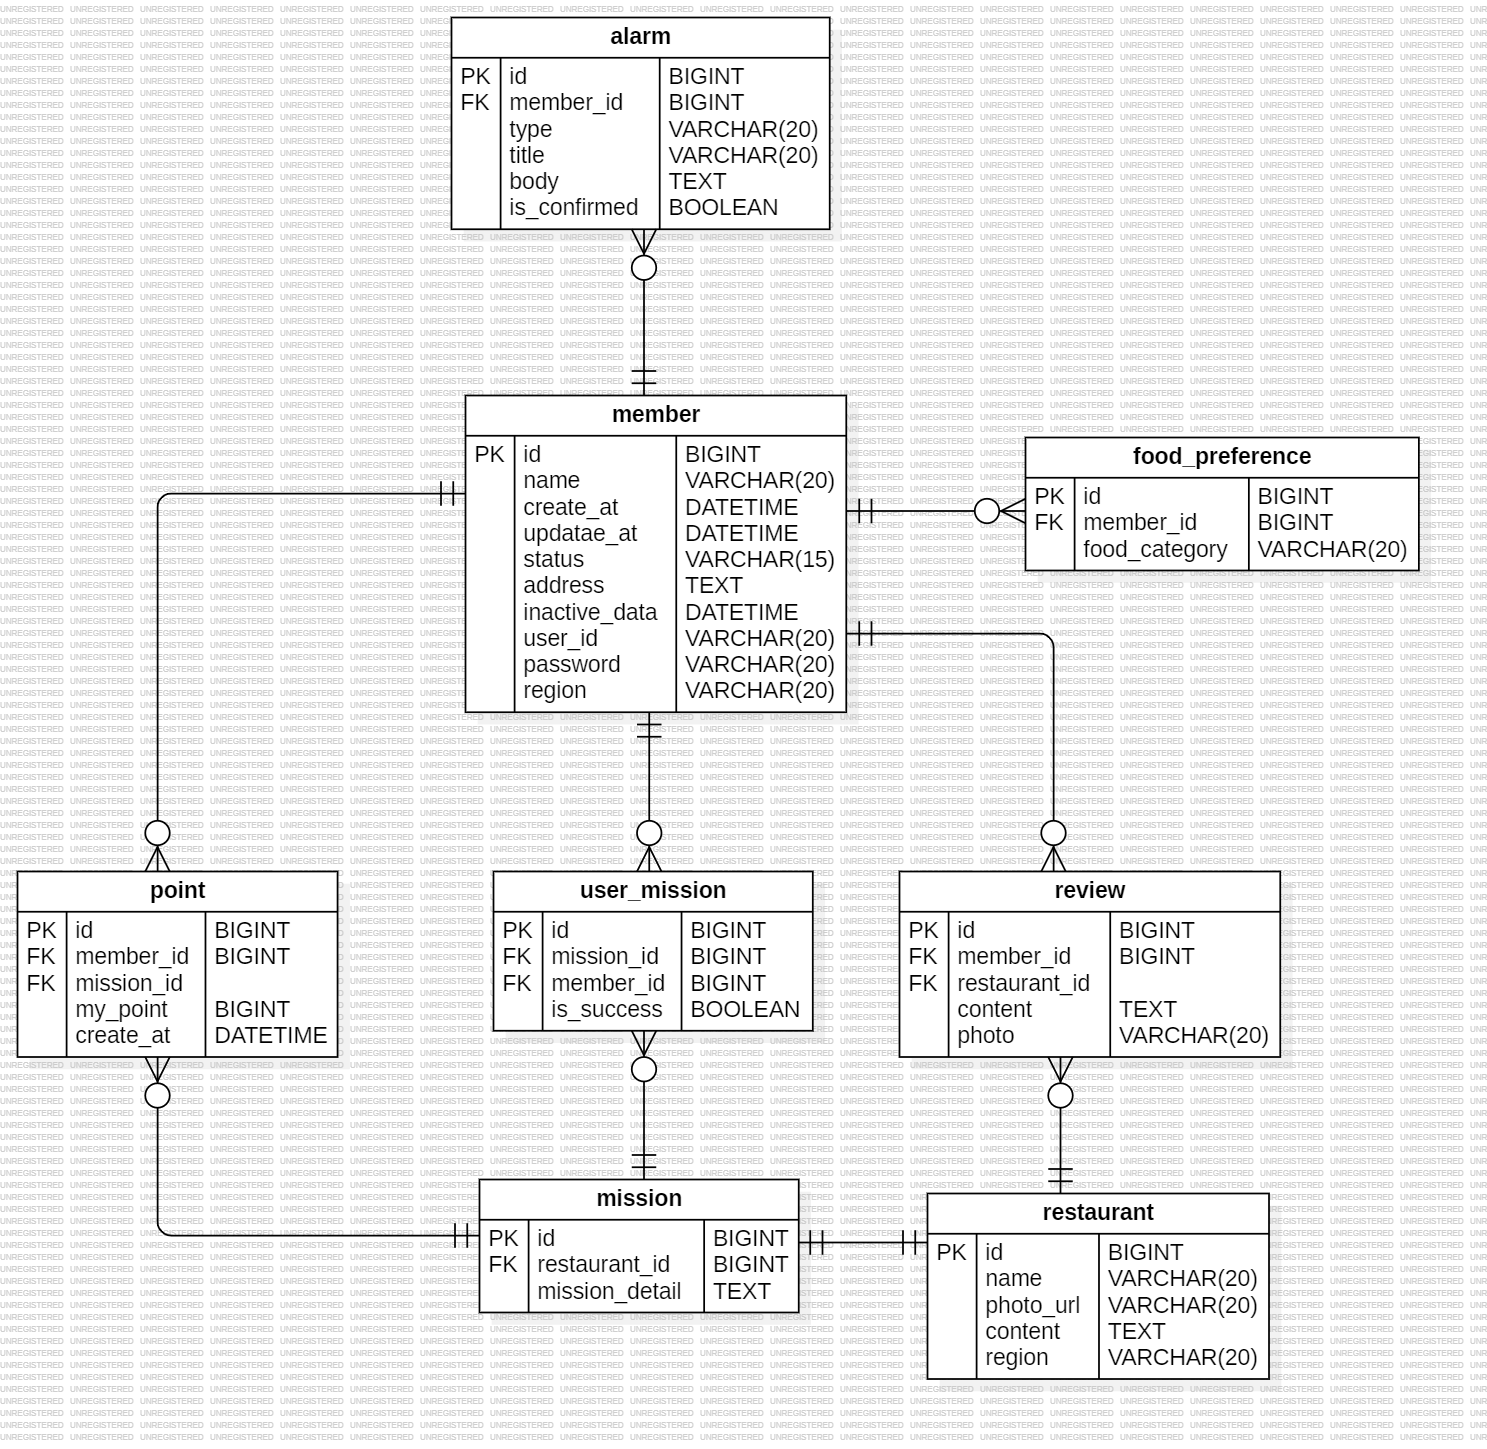 alarm
PK id BIGINT
FK member_id BIGINT
type VARCHAR(20)
title VARCHAR(20)
body TEXT
is_confirmed BOOLEAN
member
PK id BIGINT
name VARCHAR(20)
create_at DATETIME
updatae_at DATETIME
status VARCHAR(15)
address TEXT
inactive_data DATETIME
user_id VARCHAR(20)
password VARCHAR(20)
region VARCHAR(20)
food_preference
PK id BIGINT
FK member_id BIGINT
food_category VARCHAR(20)
point
PK id BIGINT
FK member_id BIGINT
FK mission_id
my_point BIGINT
create_at DATETIME
user_mission
PK id BIGINT
FK mission_id BIGINT
FK member_id BIGINT
is_success BOOLEAN
review
PK id BIGINT
FK member_id BIGINT
FK restaurant_id
content TEXT
photo VARCHAR(20)
mission
PK id BIGINT
FK restaurant_id BIGINT
mission_detail TEXT
restaurant
PK id BIGINT
name VARCHAR(20)
photo_url VARCHAR(20)
content TEXT
region VARCHAR(20)
UNREGISTERED